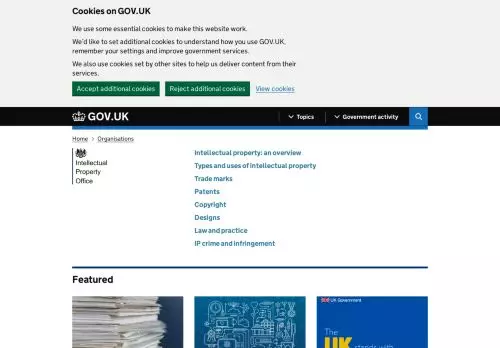 Cookies on GOV.UK
We use some essential cookies to make this website work.
We'd like to set additional cookies to understand how you use GOV.UK,
remember your settings and improve government services.
We also use cookies set by other sites to help us deliver content from their
services.
Accept additional cookies
Reject additional cookies
View cookies
GOV.UK
Topics
Government activity
Home
Organisations
Intellectual
Property
Office
Intellectual property: an overview
Types and uses of intellectual property
Trade marks
Patents
Copyright
Designs
Law and practice
IP crime and infringement
Featured
UK Government
The
UK
stands with